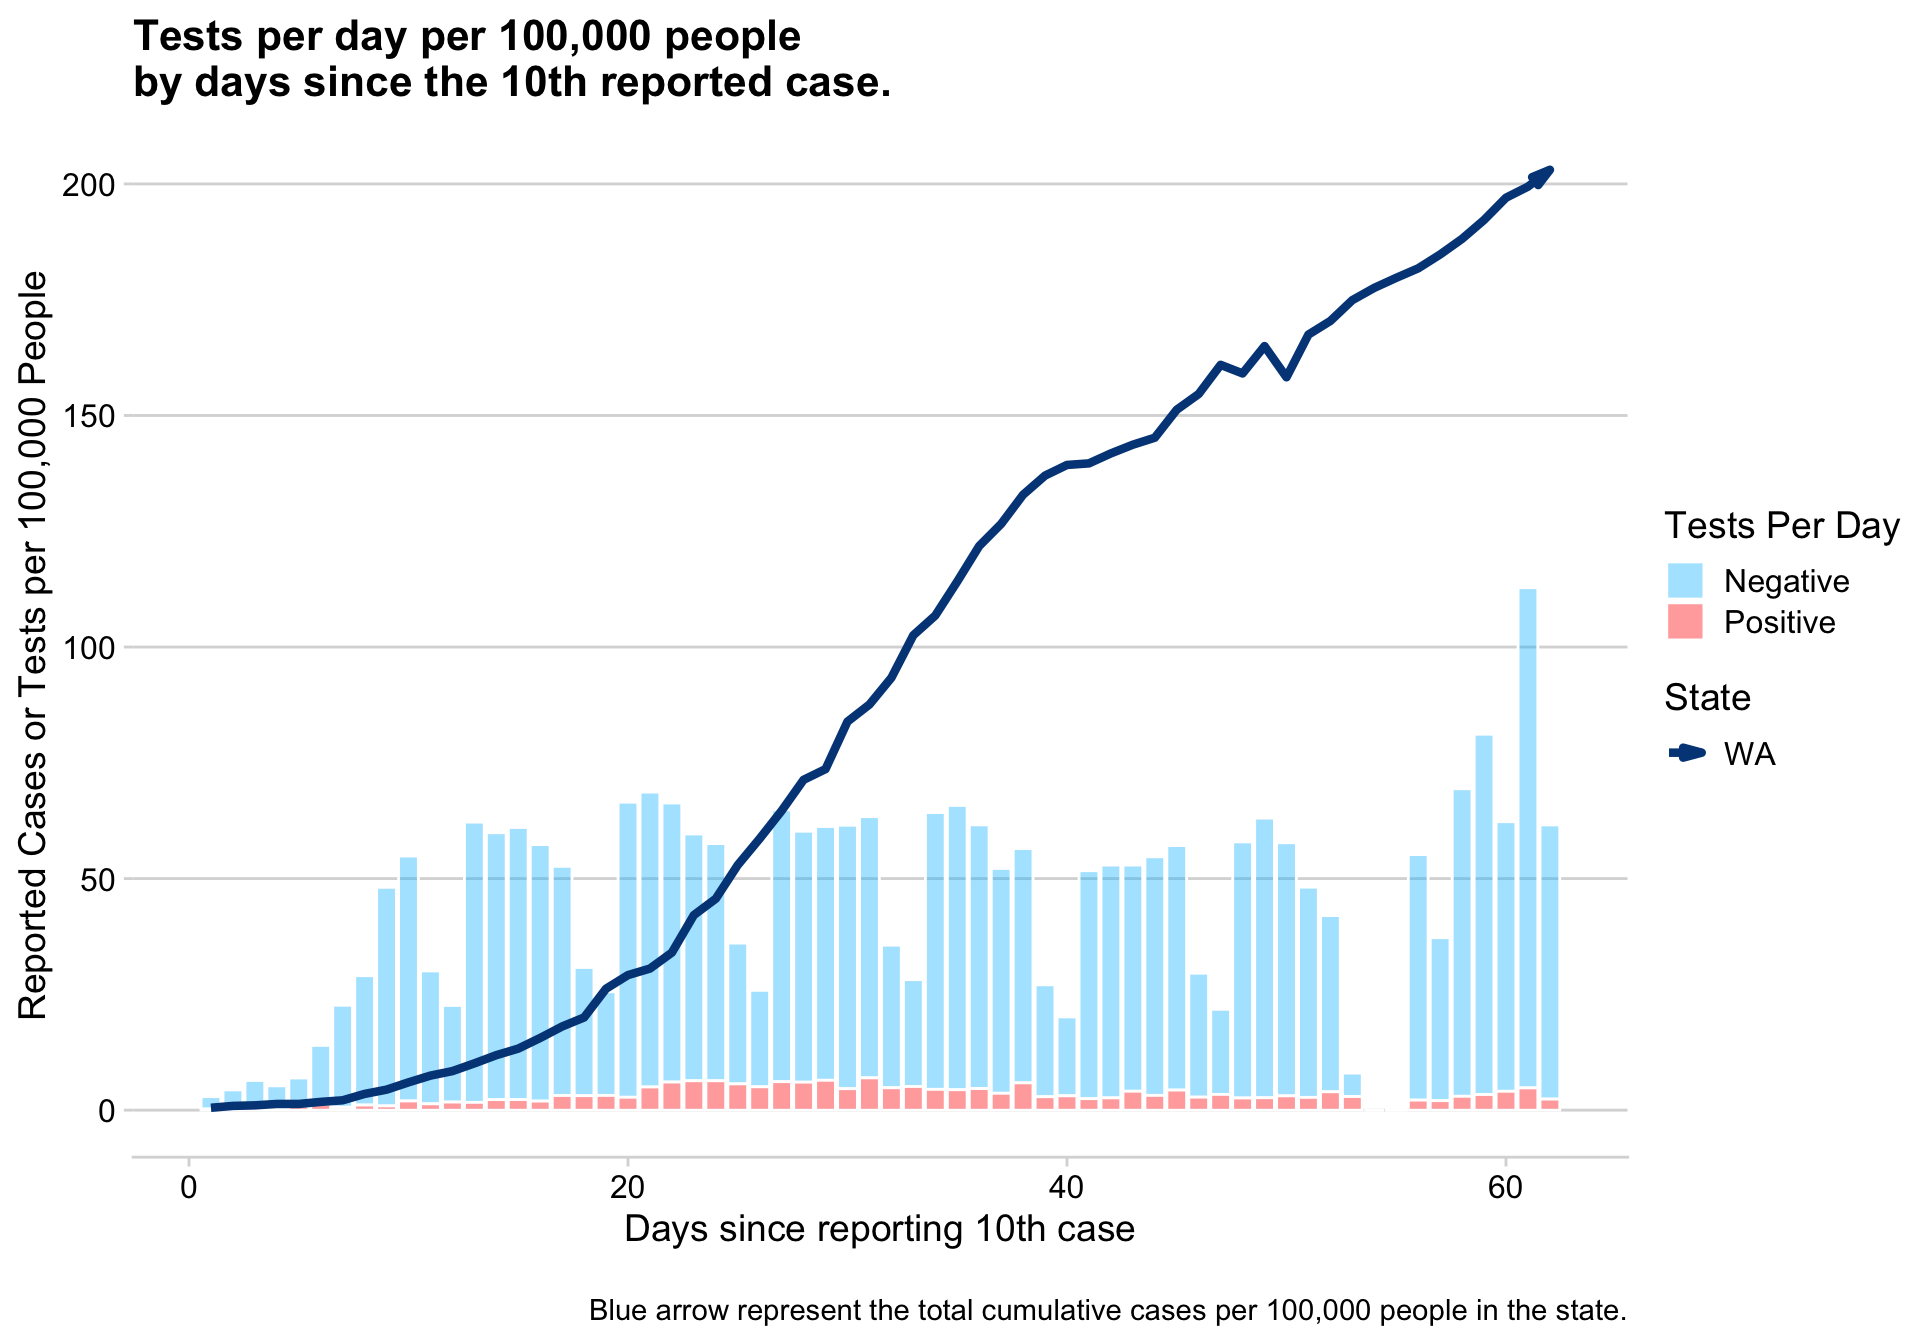 Tests per day per 100,000 people
by days since the 10th reported case.
Reported Cases or Tests per 100,000 People
200
150
100
50
0
0
20
40
60
Days since reporting 10th case
Tests Per Day
Negative
Positive
State
WA
Blue arrow represent the total cumulative cases per 100,000 people in the state.